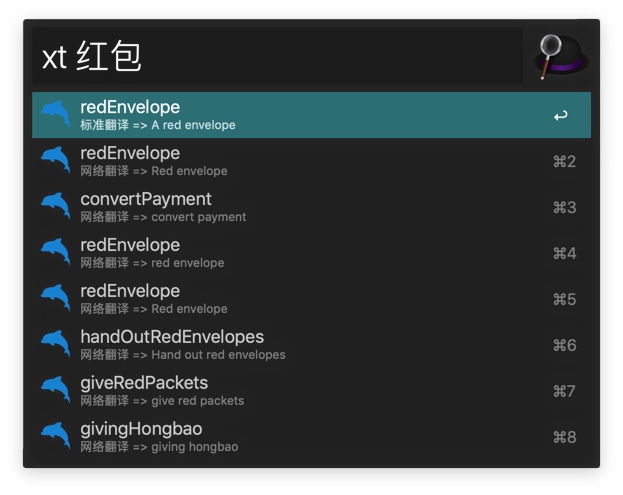 xt 红包
redEnvelope
标准翻译 => A red envelope
↩
redEnvelope
网络翻译 => Red envelope
⌘2
convertPayment
网络翻译 => convert payment
⌘3
redEnvelope
网络翻译 => red envelope
⌘4
redEnvelope
网络翻译 => Red envelope
⌘5
handOutRedEnvelopes
网络翻译 => Hand out red envelopes
⌘6
giveRedPackets
网络翻译 => give red packets
⌘7
givingHongbao
网络翻译 => giving hongbao
⌘8